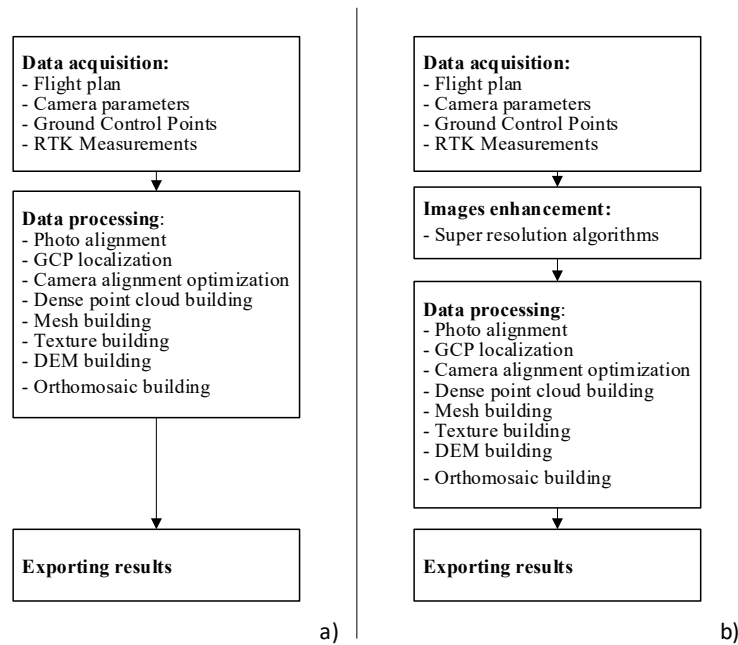 Data acquisition:
- Flight plan
- Camera parameters
- Ground Control Points
- RTK Measurements
Data processing:
- Photo alignment
- GCP localization
- Camera alignment optimization
- Dense point cloud building
- Mesh building
- Texture building
- DEM building
- Orthomosaic building
Exporting results
a)
Data acquisition:
- Flight plan
- Camera parameters
- Ground Control Points
- RTK Measurements
Images enhancement:
- Super resolution algorithms
Data processing:
- Photo alignment
- GCP localization
- Camera alignment optimization
- Dense point cloud building
- Mesh building
- Texture building
- DEM building
- Orthomosaic building
Exporting results
b)